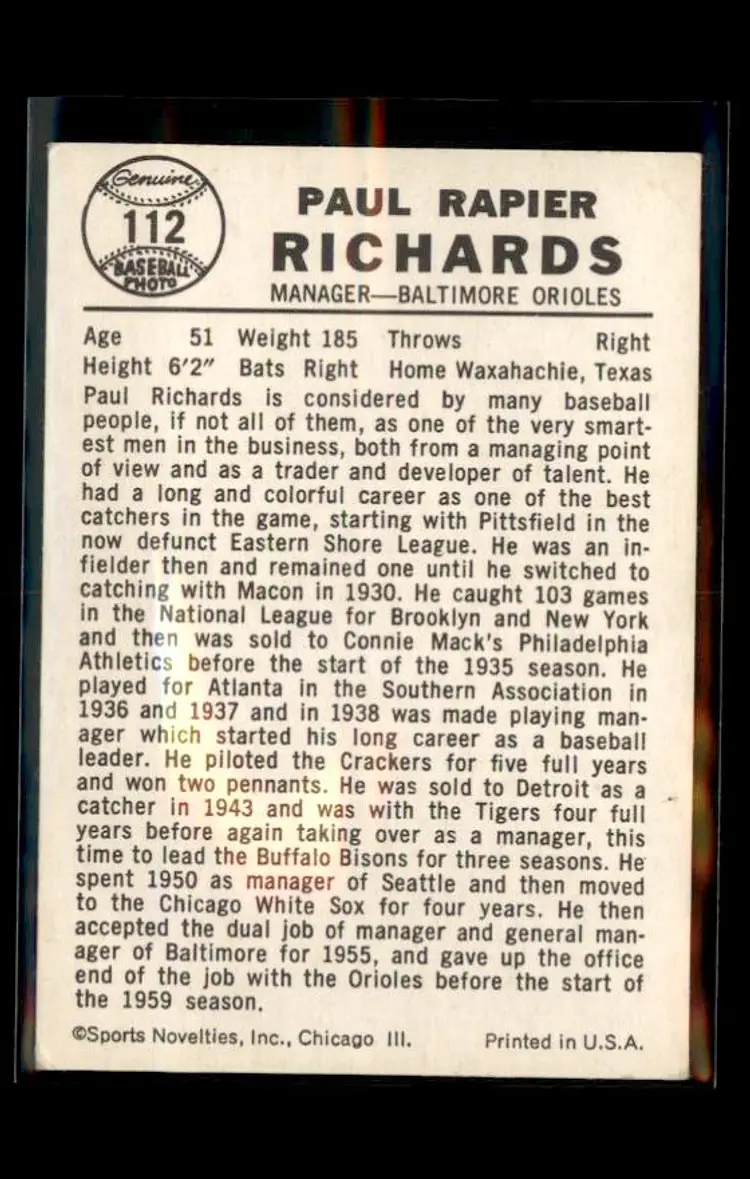 Genuine
112
BASEBALL
PHOTO
PAUL RAPIER
RICHARDS
MANAGER—BALTIMORE ORIOLES
Age 51 Weight 185 Throws Right
Height 6'2" Bats Right Home Waxahachie, Texas
Paul Richards is considered by many baseball
people, if not all of them, as one of the very smart-
est men in the business, both from a managing point
of view and as a trader and developer of talent. He
had a long and colorful career as one of the best
catchers in the game, starting with Pittsfield in the
now defunct Eastern Shore League. He was an in-
fielder then and remained one until he switched to
catching with Macon in 1930. He caught 103 games
in the National League for Brooklyn and New York
and then was sold to Connie Mack's Philadelphia
Athletics before the start of the 1935 season. He
played for Atlanta in the Southern Association in
1936 and 1937 and in 1938 was made playing man-
ager which started his long career as a baseball
leader. He piloted the Crackers for five full years
and won two pennants. He was sold to Detroit as a
catcher in 1943 and was with the Tigers four full
years before again taking over as a manager, this
time to lead the Buffalo Bisons for three seasons. He
spent 1950 as manager of Seattle and then moved
to the Chicago White Sox for four years. He then
accepted the dual job of manager and general man-
ager of Baltimore for 1955, and gave up the office
end of the job with the Orioles before the start of
the 1959 season.
©Sports Novelties, Inc., Chicago Ill. Printed in U.S.A.